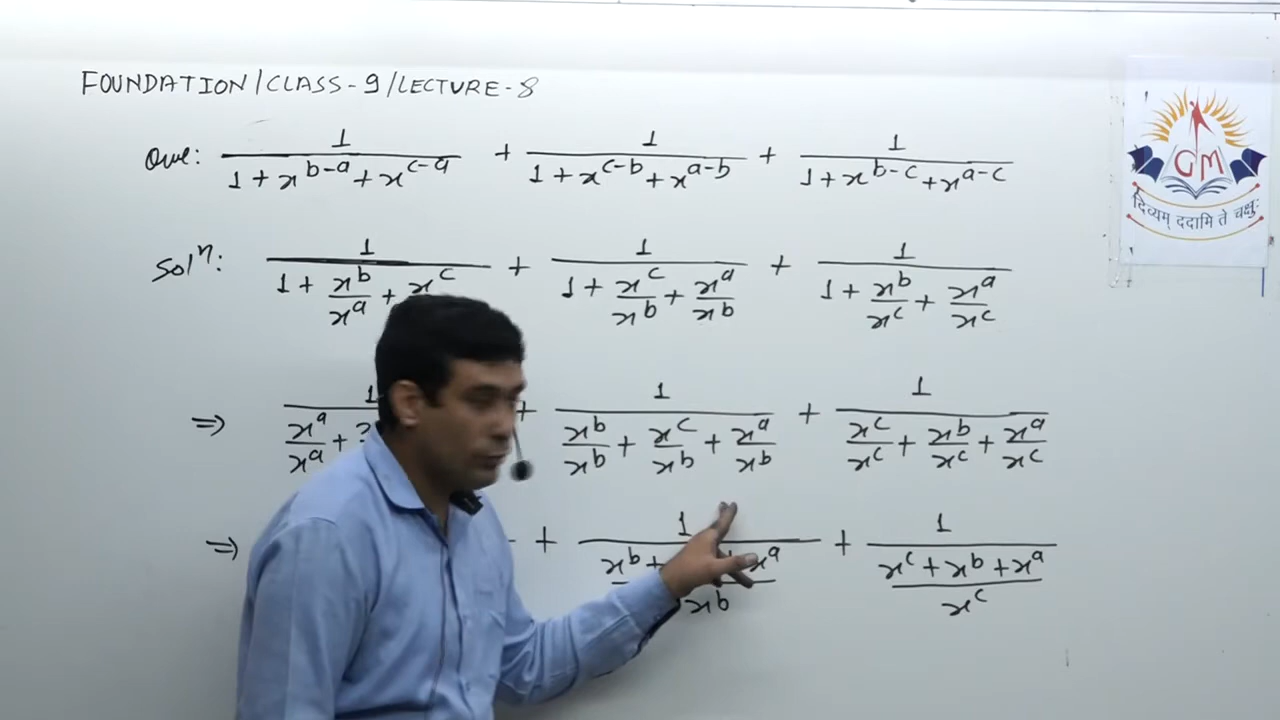 FOUNDATION/CLASS-9/LECTURE-8
GM
दिव्यम् ददामि ते चक्षुः
Que: 1/(1+x^(b-a)+x^(c-a)) + 1/(1+x^(c-b)+x^(a-b)) + 1/(1+x^(b-c)+x^(a-c))
Solⁿ: 1/(1+x^b/x^a+x^c) + 1/(1+x^c/x^b+x^a/x^b) + 1/(1+x^b/x^c+x^a/x^c)
⇒ 1/(x^a/x^a+ + 1/(x^b/x^b+x^c/x^b+x^a/x^b) + 1/(x^c/x^c+x^b/x^c+x^a/x^c)
⇒ + 1/((x^b+ +x^a)/x^b) + 1/((x^c+x^b+x^a)/x^c)